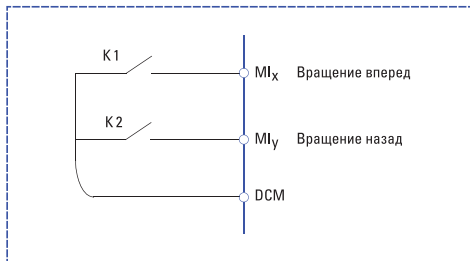 K1
MIx Вращение вперед
K2
MIy Вращение назад
DCM